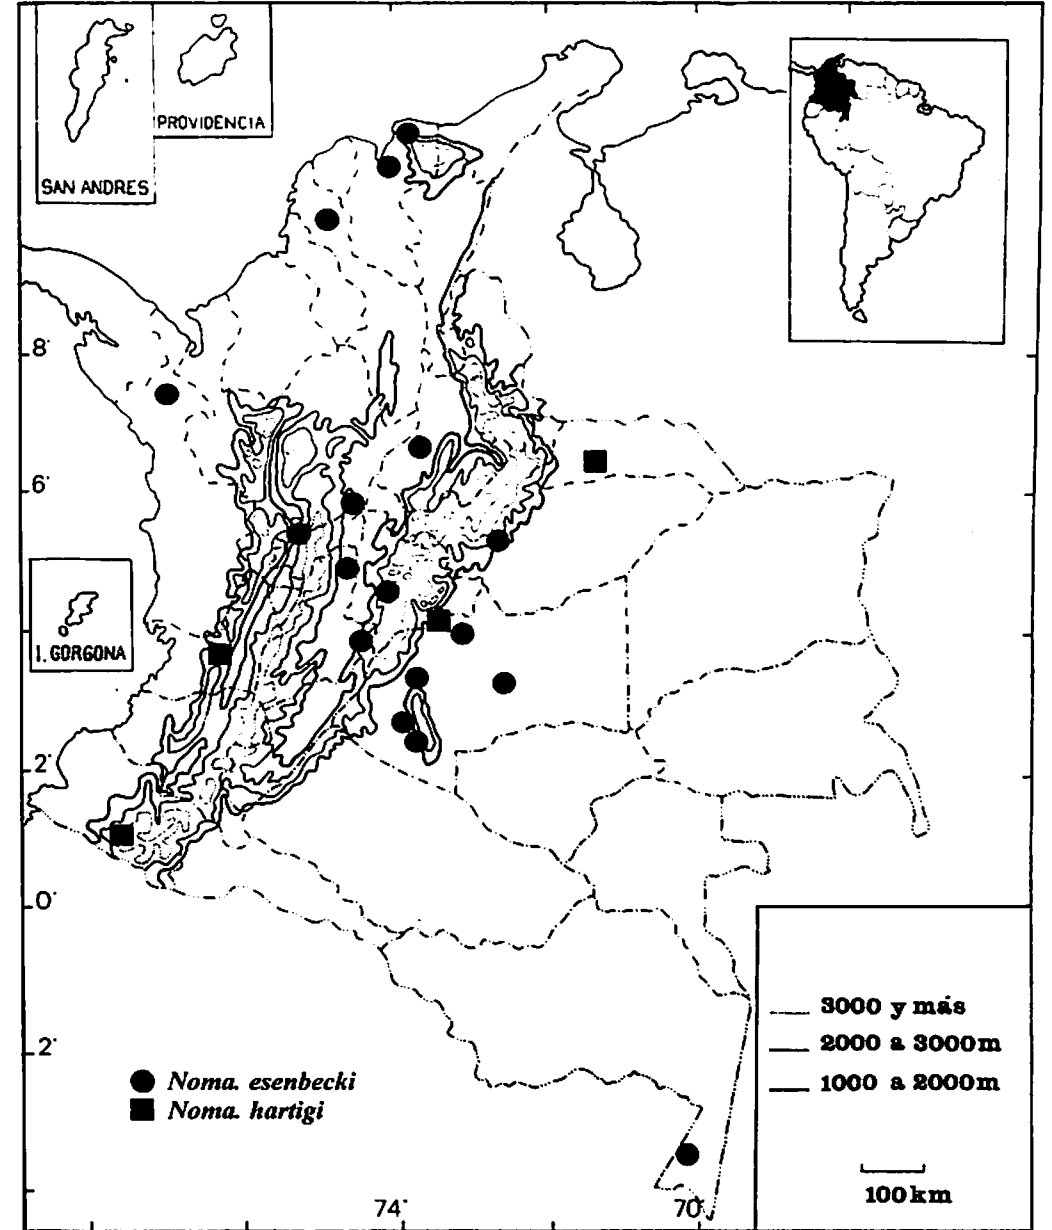 PROVIDENCIA
SAN ANDRES
8°
6°
I. GORGONA
2°
0°
2°
3000 y más
2000 a 3000m
1000 a 2000m
Noma. esenbecki
Noma. hartigi
100km
74°
70°